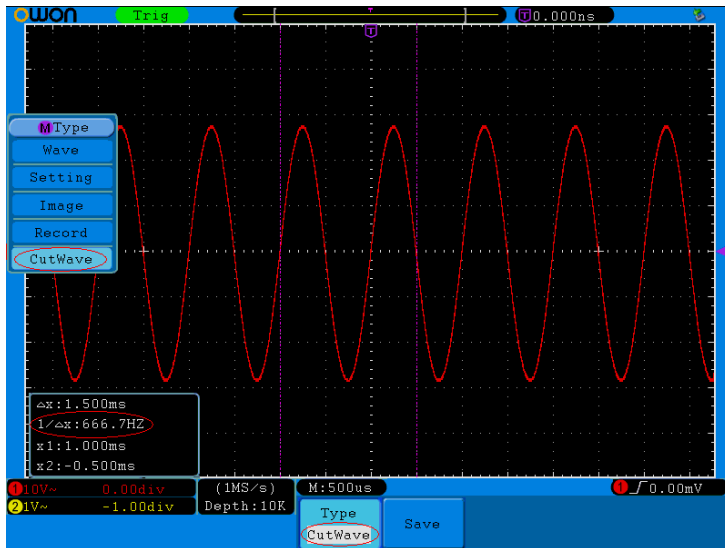 OWON Trig T 0.000ns
T
M Type
Wave
Setting
Image
Record
CutWave
△x:1.500ms
1/△x:666.7HZ
x1:1.000ms
x2:-0.500ms
1 10V~ 0.00div (1MS/s) M:500us 1 0.00mV
2 1V~ -1.00div Depth:10K
Type
CutWave
Save